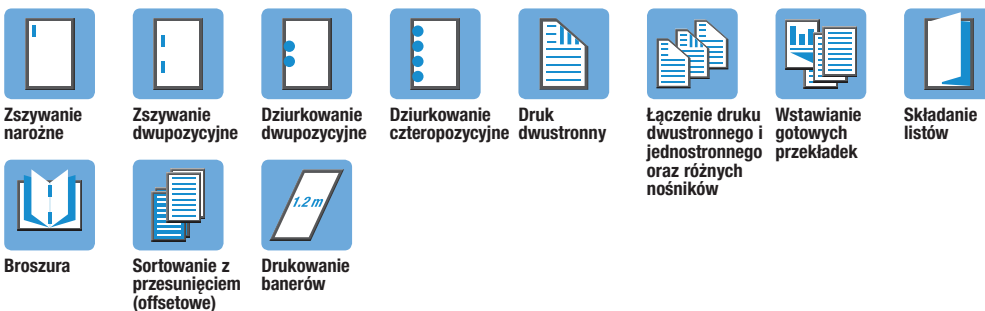 Zszywanie
narożne
Zszywanie
dwupozycyjne
Dziurkowanie
dwupozycyjne
Dziurkowanie
czteropozycyjne
Druk
dwustronny
Łączenie druku
dwustronnego i
jednostronnego
oraz różnych
nośników
Wstawianie
gotowych
przekładek
Składanie
listów
1.2 m
Broszura
Sortowanie z
przesunięciem
(offsetowe)
Drukowanie
banerów